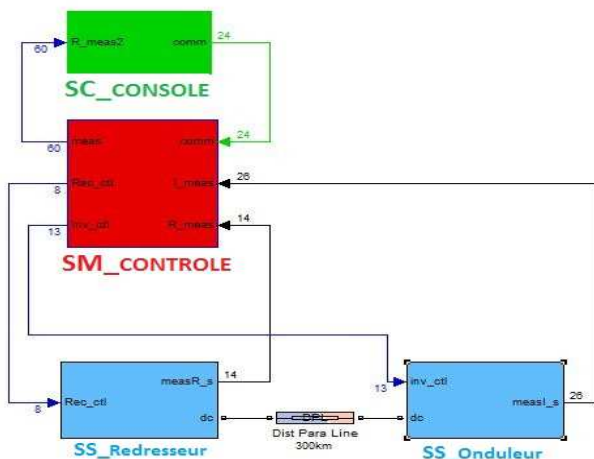 R_meas2 comm 24
60
SC_CONSOLE
meas comm 24
60
Rec_ctl I_meas 26
8
inv_ctl R_meas 14
13
SM_CONTROLE
measR_s 14
Rec_ctl
8
dc
DPL
Dist Para Line
300km
SS_Redresseur
inv_ctl
13
measI_s 26
dc
SS_Onduleur